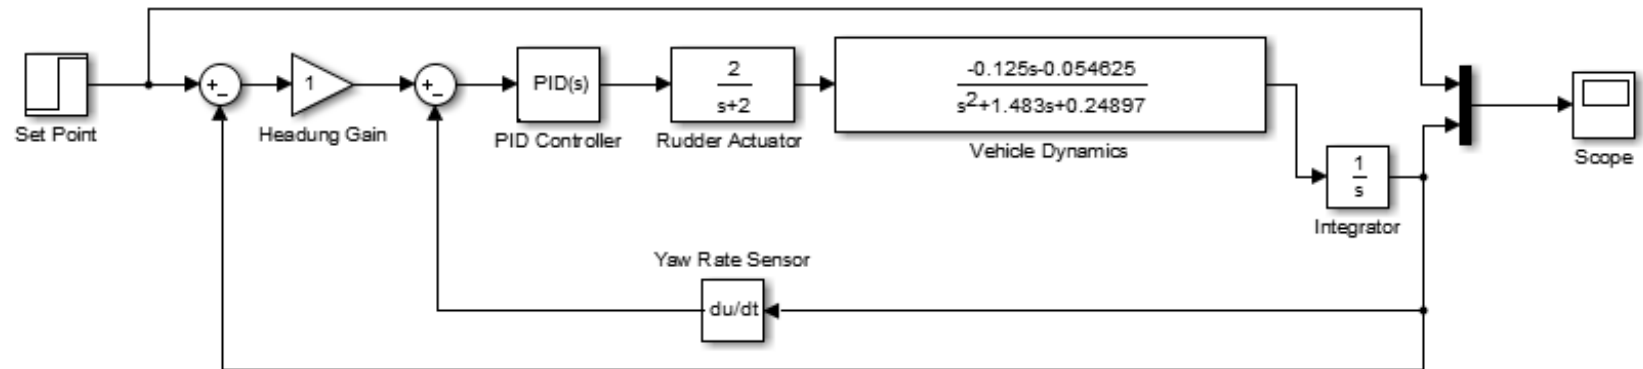 +
-
1
+
-
PID(s)
2
s+2
-0.125s-0.054625
s²+1.483s+0.24897
Set Point
Headung Gain
PID Controller
Rudder Actuator
Vehicle Dynamics
1
s
Integrator
Scope
Yaw Rate Sensor
du/dt